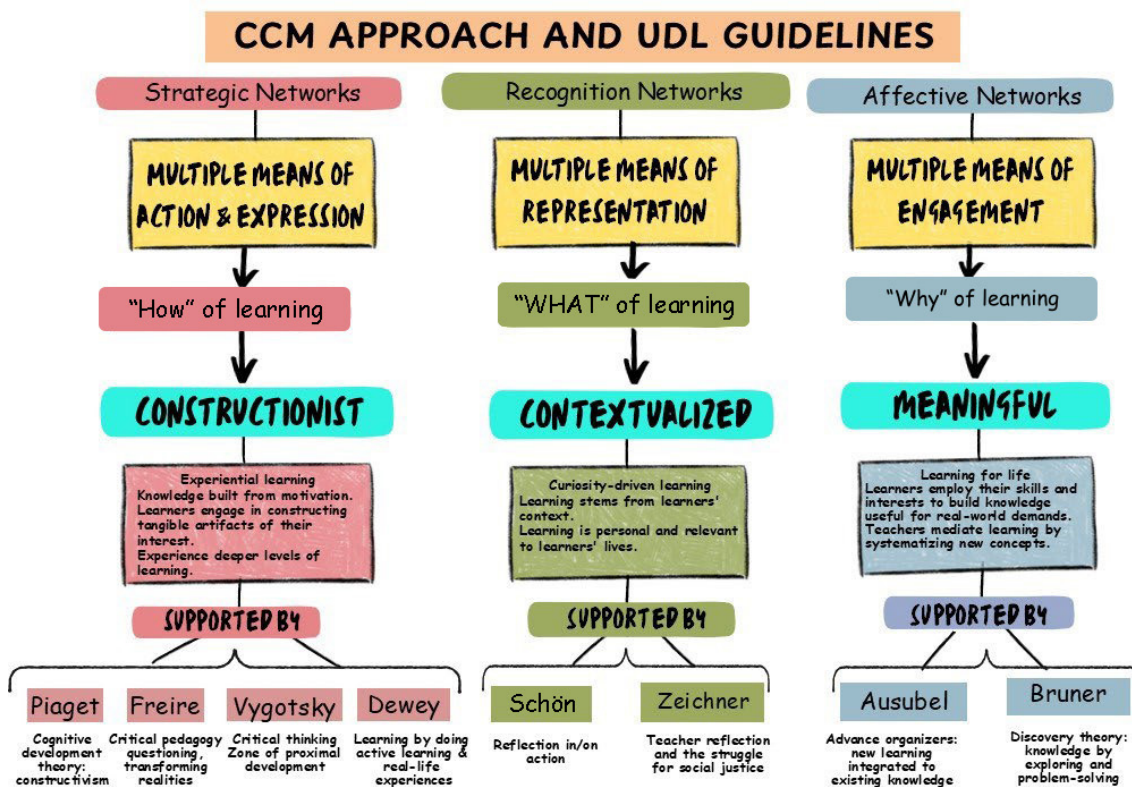 CCM APPROACH AND UDL GUIDELINES
Strategic Networks
MULTIPLE MEANS OF
ACTION & EXPRESSION
"How" of learning
CONSTRUCTIONIST
Experiential learning
Knowledge built from motivation.
Learners engage in constructing
tangible artifacts of their
interest.
Experience deeper levels of
learning.
SUPPORTED BY
Piaget
Cognitive
development
theory:
constructivism
Freire
Critical pedagogy
questioning,
transforming
realities
Vygotsky
Critical thinking
Zone of proximal
development
Dewey
Learning by doing
active learning &
real-life
experiences
Recognition Networks
MULTIPLE MEANS OF
REPRESENTATION
"WHAT" of learning
CONTEXTUALIZED
Curiosity-driven learning
Learning stems from learners'
context.
Learning is personal and relevant
to learners' lives.
SUPPORTED BY
Schön
Reflection in/on
action
Zeichner
Teacher reflection
and the struggle
for social justice
Affective Networks
MULTIPLE MEANS OF
ENGAGEMENT
"Why" of learning
MEANINGFUL
Learning for life
Learners employ their skills and
interests to build knowledge
useful for real-world demands.
Teachers mediate learning by
systematizing new concepts.
SUPPORTED BY
Ausubel
Advance organizers:
new learning
integrated to
existing knowledge
Bruner
Discovery theory:
knowledge by
exploring and
problem-solving